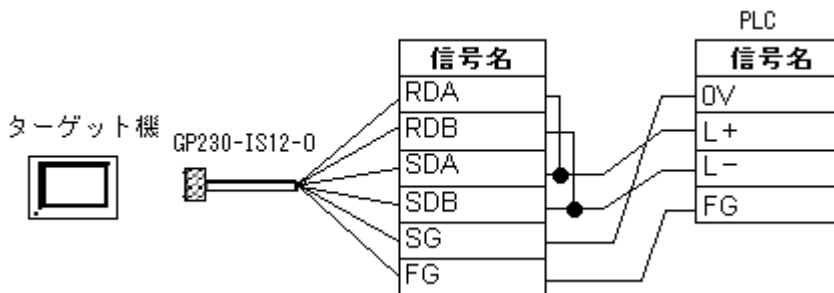 PLC
信号名
信号名
RDA
0V
RDB
L+
ターゲット機
GP230-IS12-O
SDA
L-
SDB
FG
SG
FG